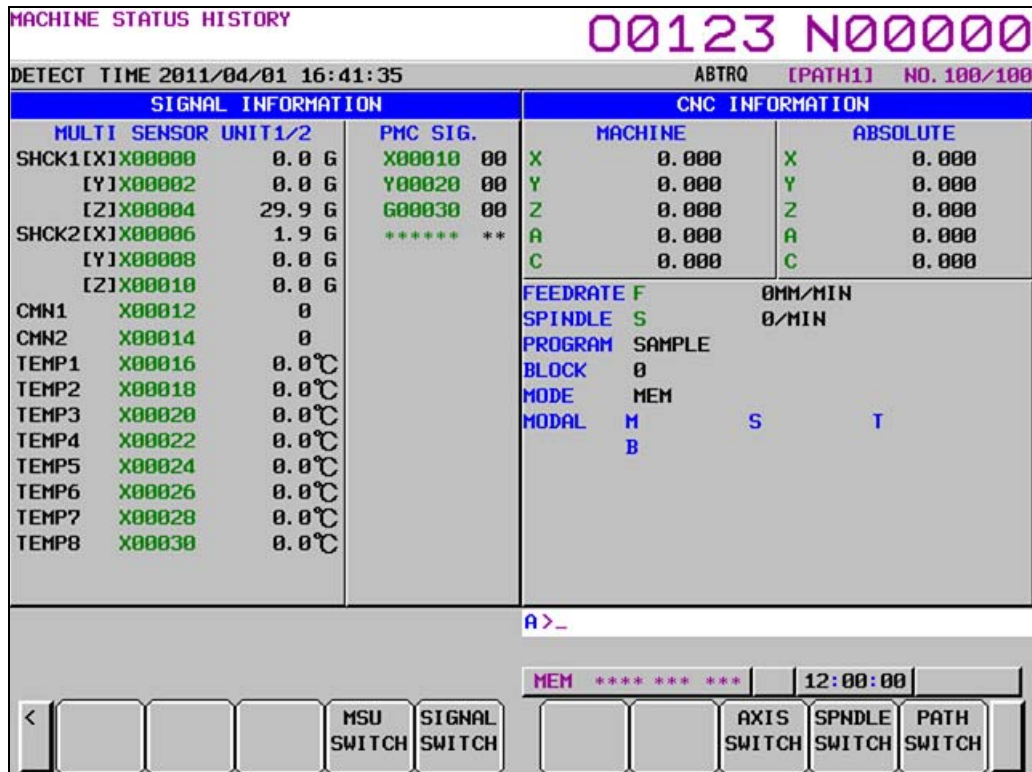 MACHINE STATUS HISTORY
O0123 N00000
DETECT TIME 2011/04/01 16:41:35 ABTRQ [PATH1] NO.100/100
SIGNAL INFORMATION
MULTI SENSOR UNIT1/2 PMC SIG.
SHCK1[X]X00000 0.0 G X00010 00
[Y]X00002 0.0 G Y00020 00
[Z]X00004 29.9 G G00030 00
SHCK2[X]X00006 1.9 G ****** **
[Y]X00008 0.0 G
[Z]X00010 0.0 G
CMN1 X00012 0
CMN2 X00014 0
TEMP1 X00016 0.0℃
TEMP2 X00018 0.0℃
TEMP3 X00020 0.0℃
TEMP4 X00022 0.0℃
TEMP5 X00024 0.0℃
TEMP6 X00026 0.0℃
TEMP7 X00028 0.0℃
TEMP8 X00030 0.0℃
CNC INFORMATION
MACHINE ABSOLUTE
X 0.000 X 0.000
Y 0.000 Y 0.000
Z 0.000 Z 0.000
A 0.000 A 0.000
C 0.000 C 0.000
FEEDRATE F 0MM/MIN
SPINDLE S 0/MIN
PROGRAM SAMPLE
BLOCK 0
MODE MEM
MODAL M S T
B
A>_
MEM **** *** *** 12:00:00
<
MSU SWITCH
SIGNAL SWITCH
AXIS SWITCH
SPNDLE SWITCH
PATH SWITCH